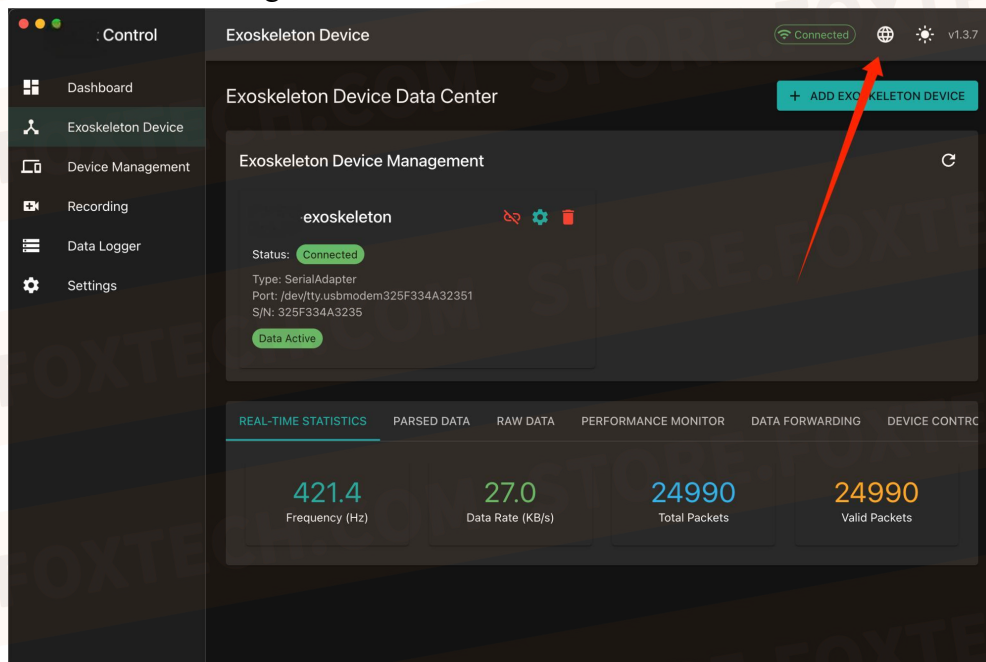 : Control
Exoskeleton Device
Connected
v1.3.7
Dashboard
Exoskeleton Device
Device Management
Recording
Data Logger
Settings
Exoskeleton Device Data Center
+ ADD EXOSKELETON DEVICE
Exoskeleton Device Management
-exoskeleton
Status: Connected
Type: SerialAdapter
Port: /dev/tty.usbmodem325F334A32351
S/N: 325F334A3235
Data Active
REAL-TIME STATISTICS PARSED DATA RAW DATA PERFORMANCE MONITOR DATA FORWARDING DEVICE CONTRO
421.4
Frequency (Hz)
27.0
Data Rate (KB/s)
24990
Total Packets
24990
Valid Packets
STORE.FOXTECH.COM